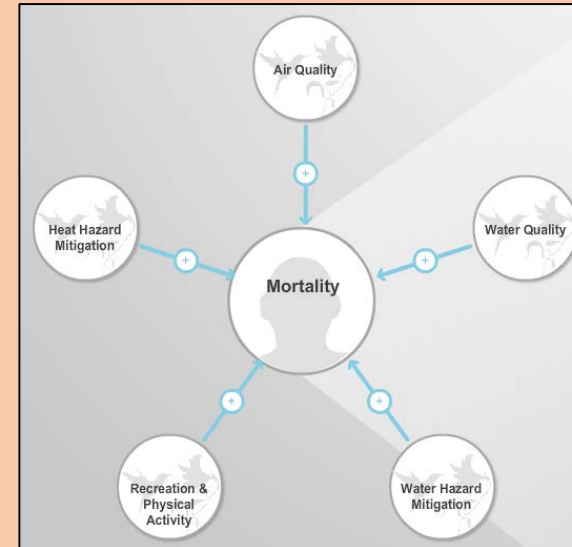 Air Quality
+
Heat Hazard
Mitigation
Water Quality
+
+
Mortality
+
+
Recreation &
Physical
Activity
Water Hazard
Mitigation